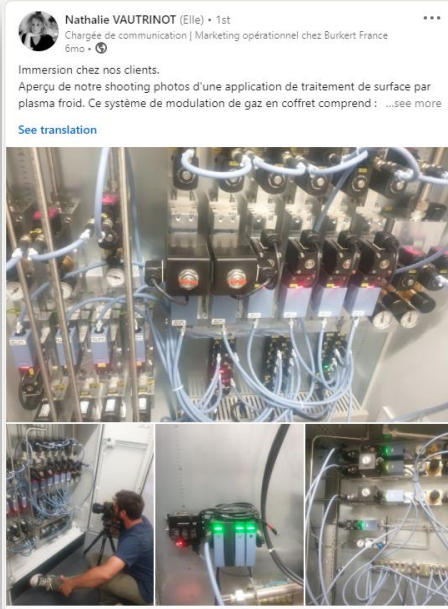 Nathalie VAUTRINOT (Elle) • 1st
Chargée de communication | Marketing opérationnel chez Burkert France
6mo •
Immersion chez nos clients.
Aperçu de notre shooting photos d'une application de traitement de surface par
plasma froid. Ce système de modulation de gaz en coffret comprend : ...see more
See translation